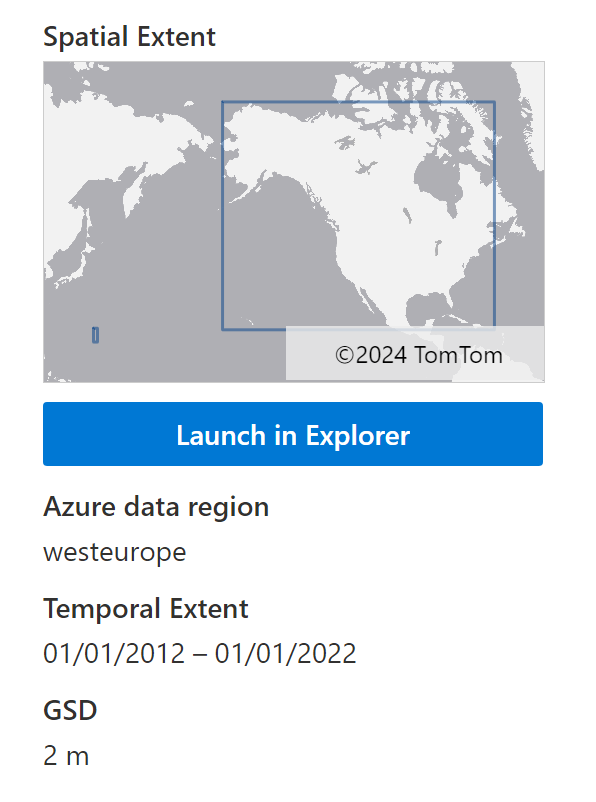 Spatial Extent
©2024 TomTom
Launch in Explorer
Azure data region
westeurope
Temporal Extent
01/01/2012 – 01/01/2022
GSD
2 m